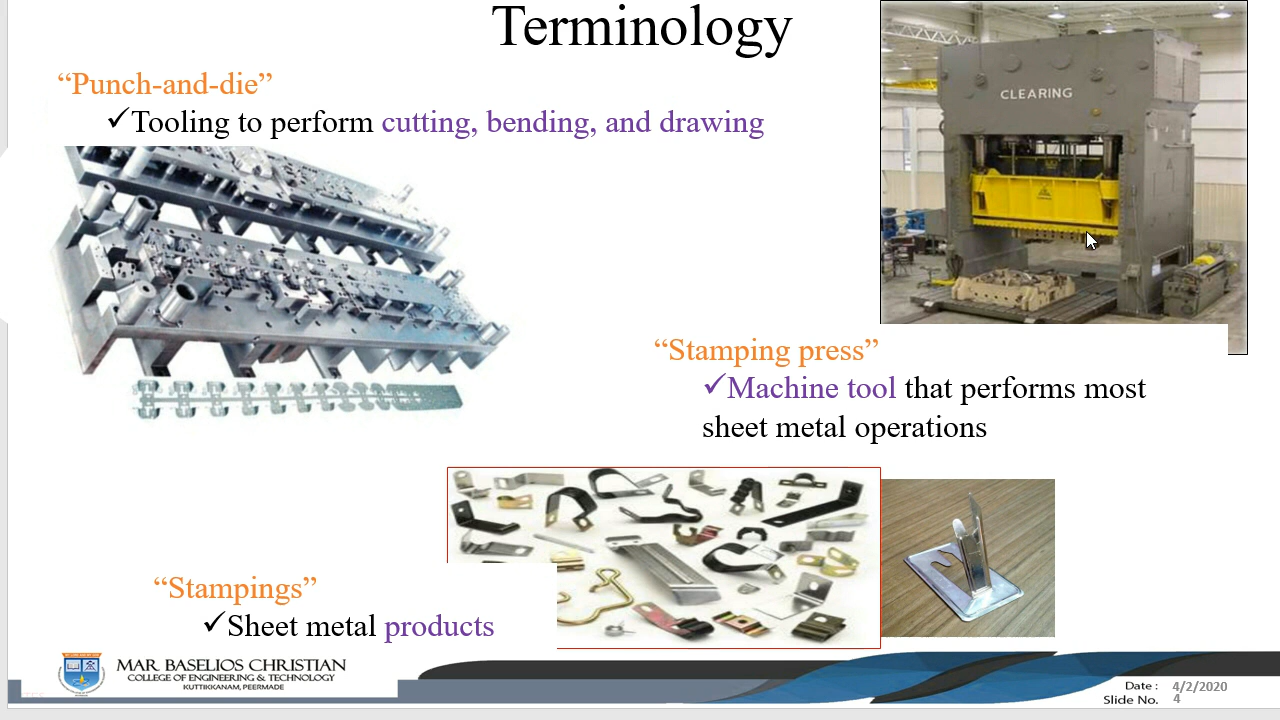 Terminology
“Punch-and-die”
✓Tooling to perform cutting, bending, and drawing
CLEARING
“Stamping press”
✓Machine tool that performs most
sheet metal operations
“Stampings”
✓Sheet metal products
MAR BASELIOS CHRISTIAN
COLLEGE OF ENGINEERING & TECHNOLOGY
KUTTIKKANAM, PEERMADE
Date : 4/2/2020
Slide No. 4